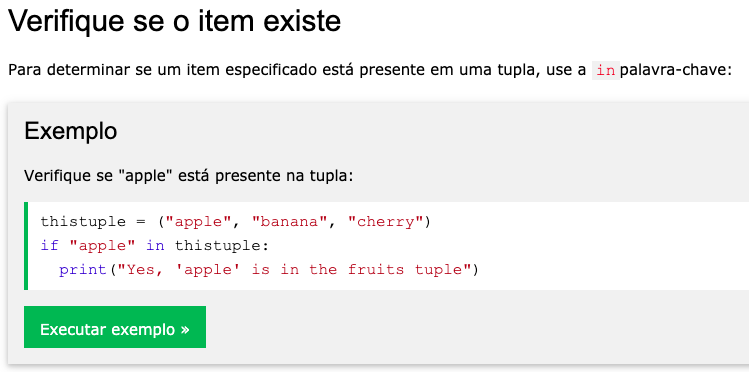 Verifique se o item existe
Para determinar se um item especificado está presente em uma tupla, use a in palavra-chave:
Exemplo
Verifique se "apple" está presente na tupla:
thistuple = ("apple", "banana", "cherry")
if "apple" in thistuple:
  print("Yes, 'apple' is in the fruits tuple")
Executar exemplo »